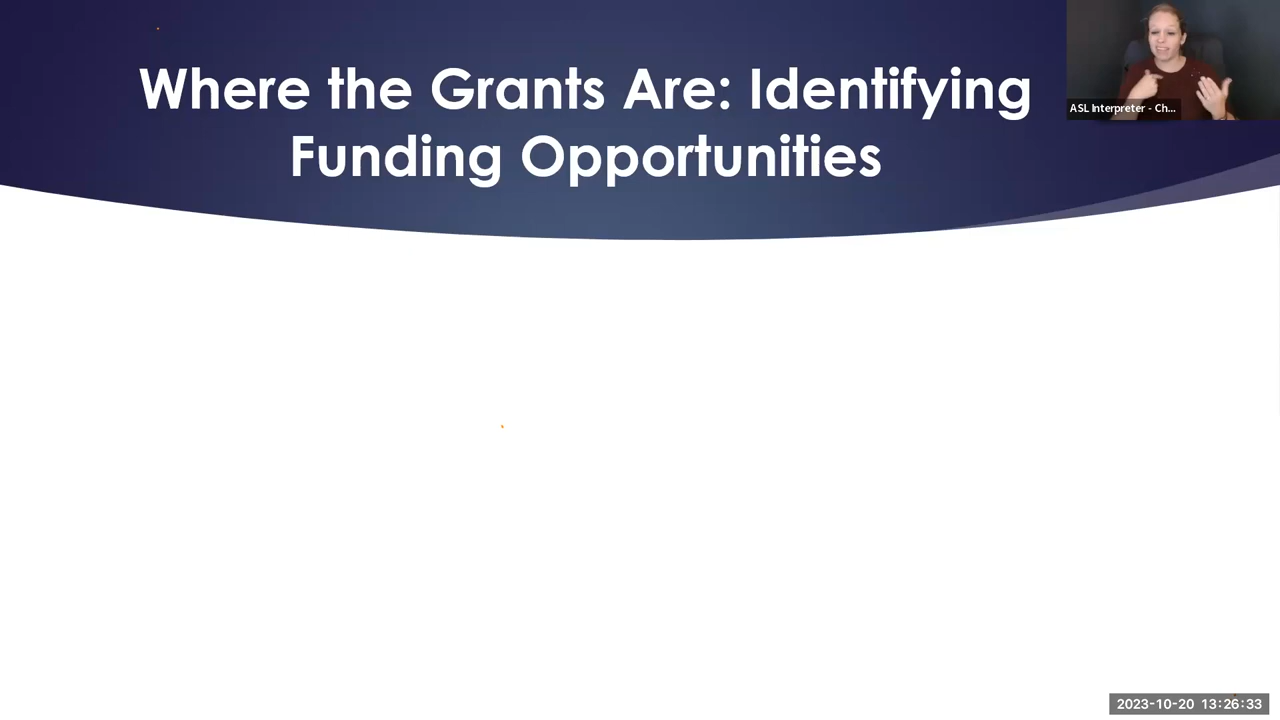 Where the Grants Are: Identifying
Funding Opportunities
ASL Interpreter - Ch...
2023-10-20 13:26:33